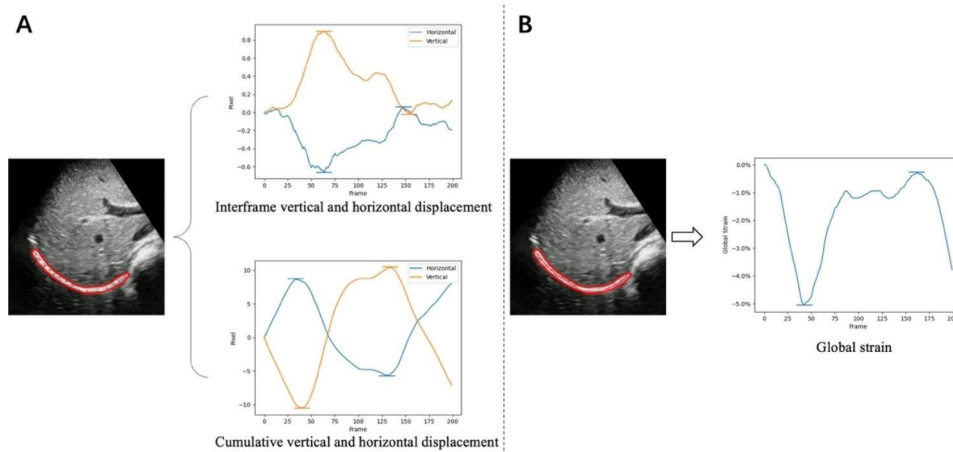 A
B
Horizontal
Vertical
0.8
0.6
0.4
0.2
0.0
−0.2
−0.4
−0.6
Pixel
0 25 50 75 100 125 150 175 200
Frame
Interframe vertical and horizontal displacement
Horizontal
Vertical
10
5
0
−5
−10
Pixel
0 25 50 75 100 125 150 175 200
Frame
Cumulative vertical and horizontal displacement
0.0%
−1.0%
−2.0%
−3.0%
−4.0%
−5.0%
Global Strain
0 25 50 75 100 125 150 175
Frame
Global strain